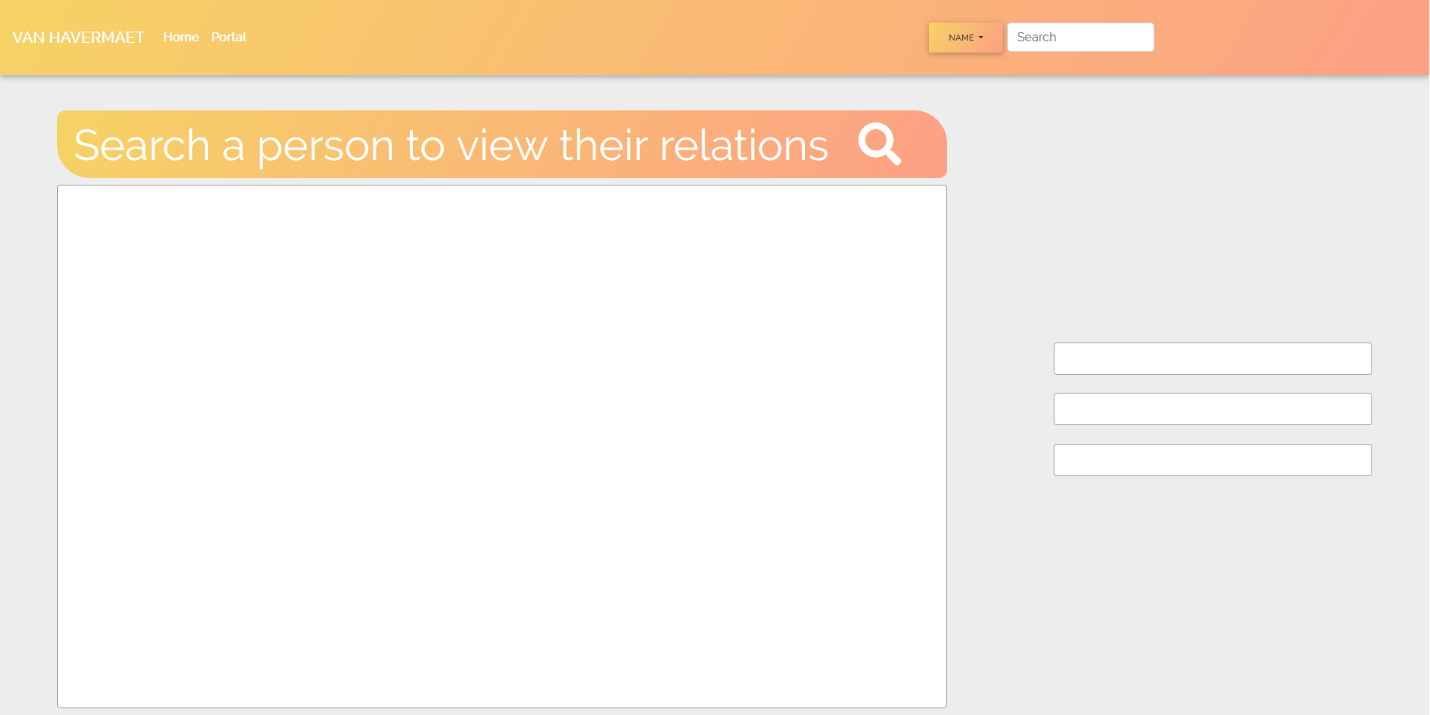 VAN HAVERMAET Home Portal NAME Search
Search a person to view their relations